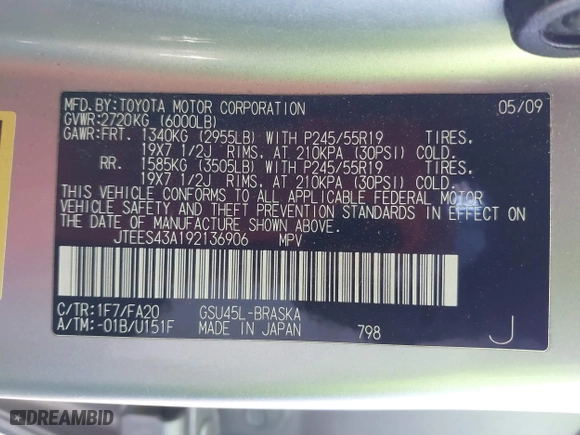 MFD.BY:TOYOTA MOTOR CORPORATION 05/09
GVWR:2720KG (6000LB)
GAWR:FRT. 1340KG (2955LB) WITH P245/55R19 TIRES.
19X7 1/2J RIMS. AT 210KPA (30PSI) COLD.
RR. 1585KG (3505LB) WITH P245/55R19 TIRES.
19X7 1/2J RIMS. AT 210KPA (30PSI) COLD.
THIS VEHICLE CONFORMS TO ALL APPLICABLE FEDERAL MOTOR
VEHICLE SAFETY AND THEFT PREVENTION STANDARDS IN EFFECT ON
THE DATE OF MANUFACTURE SHOWN ABOVE.
JTEES43A192136906 MPV
C/TR:1F7/FA20 GSU45L-BRASKA
A/TM:-01B/U151F MADE IN JAPAN 798 J
DREAMBID